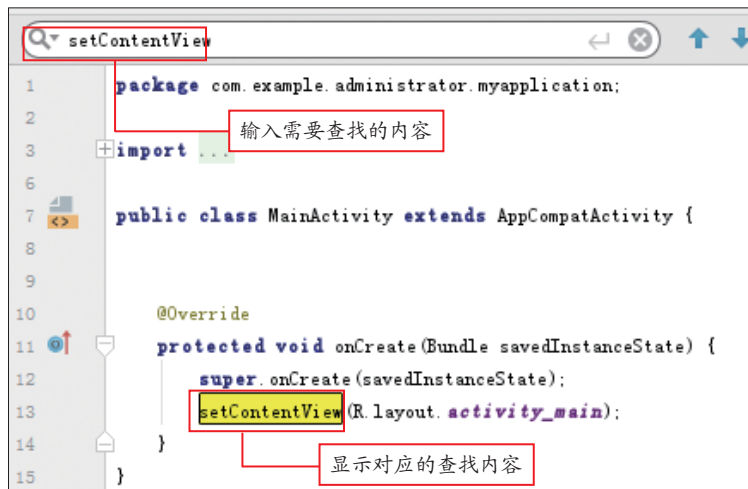 setContentView
1 package com.example.administrator.myapplication;
2
输入需要查找的内容
3 import ...
6
7 public class MainActivity extends AppCompatActivity {
8
9
10 @Override
11 protected void onCreate(Bundle savedInstanceState) {
12 super.onCreate(savedInstanceState);
13 setContentView(R.layout.activity_main);
14 }
显示对应的查找内容
15 }